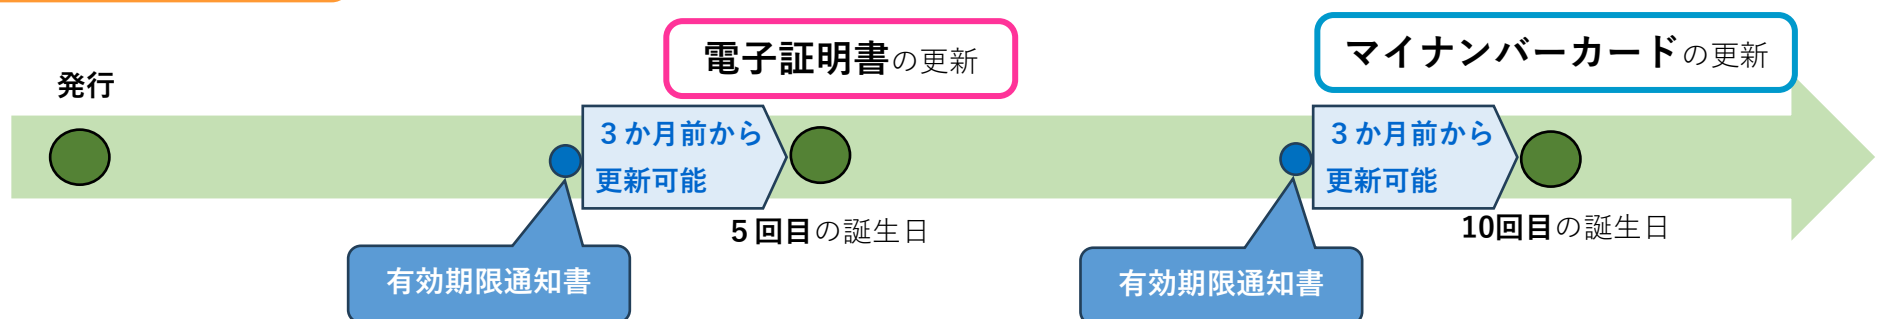 電子証明書の更新
マイナンバーカードの更新
発行
３か月前から
更新可能
３か月前から
更新可能
５回目の誕生日
10回目の誕生日
有効期限通知書
有効期限通知書